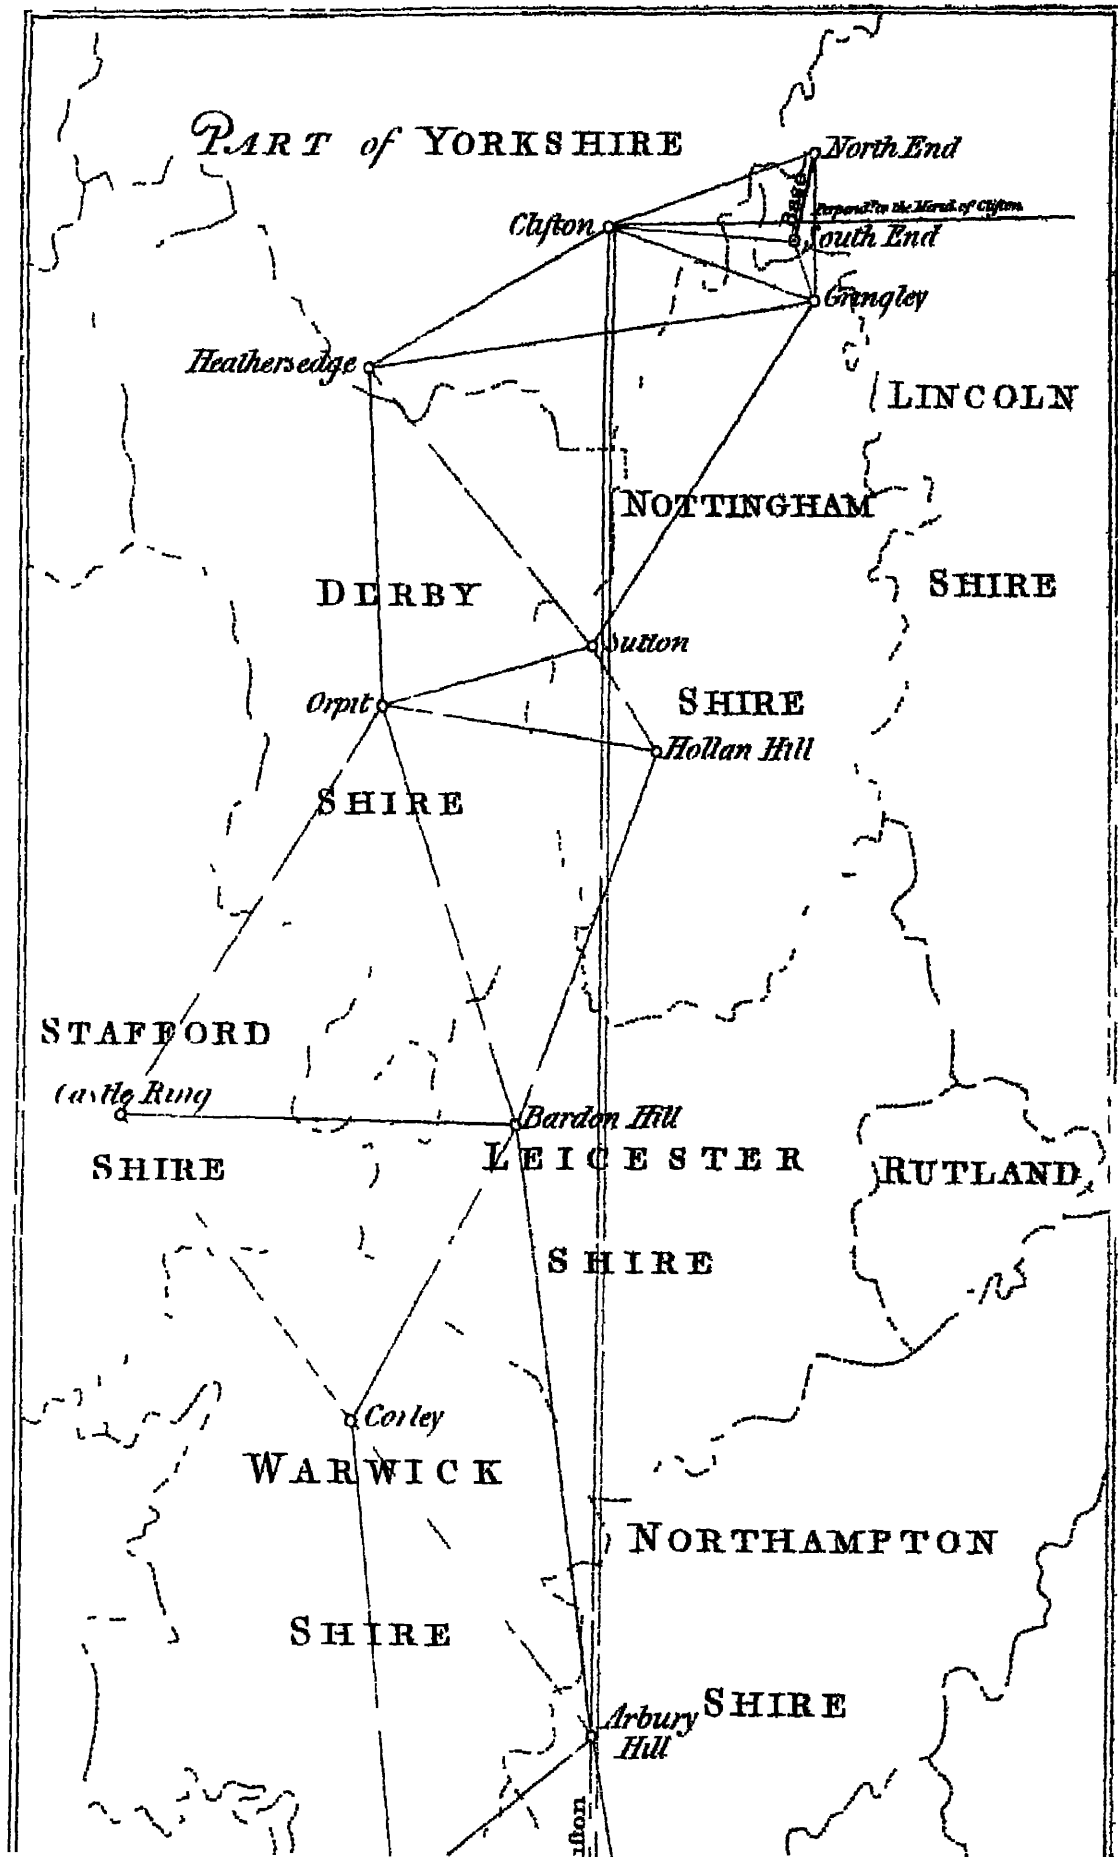 PART of YORKSHIRE
North End
Clifton
Base
Perpend.r to the Merid. of Clifton
South End
Gringley
Heathersedge
LINCOLN
NOTTINGHAM
DERBY
SHIRE
Sutton
Orpit
SHIRE
Hollan Hill
SHIRE
STAFFORD
Castle Ring
Bardon Hill
LEICESTER
SHIRE
RUTLAND
SHIRE
Corley
WARWICK
NORTHAMPTON
SHIRE
Arbury
Hill
SHIRE